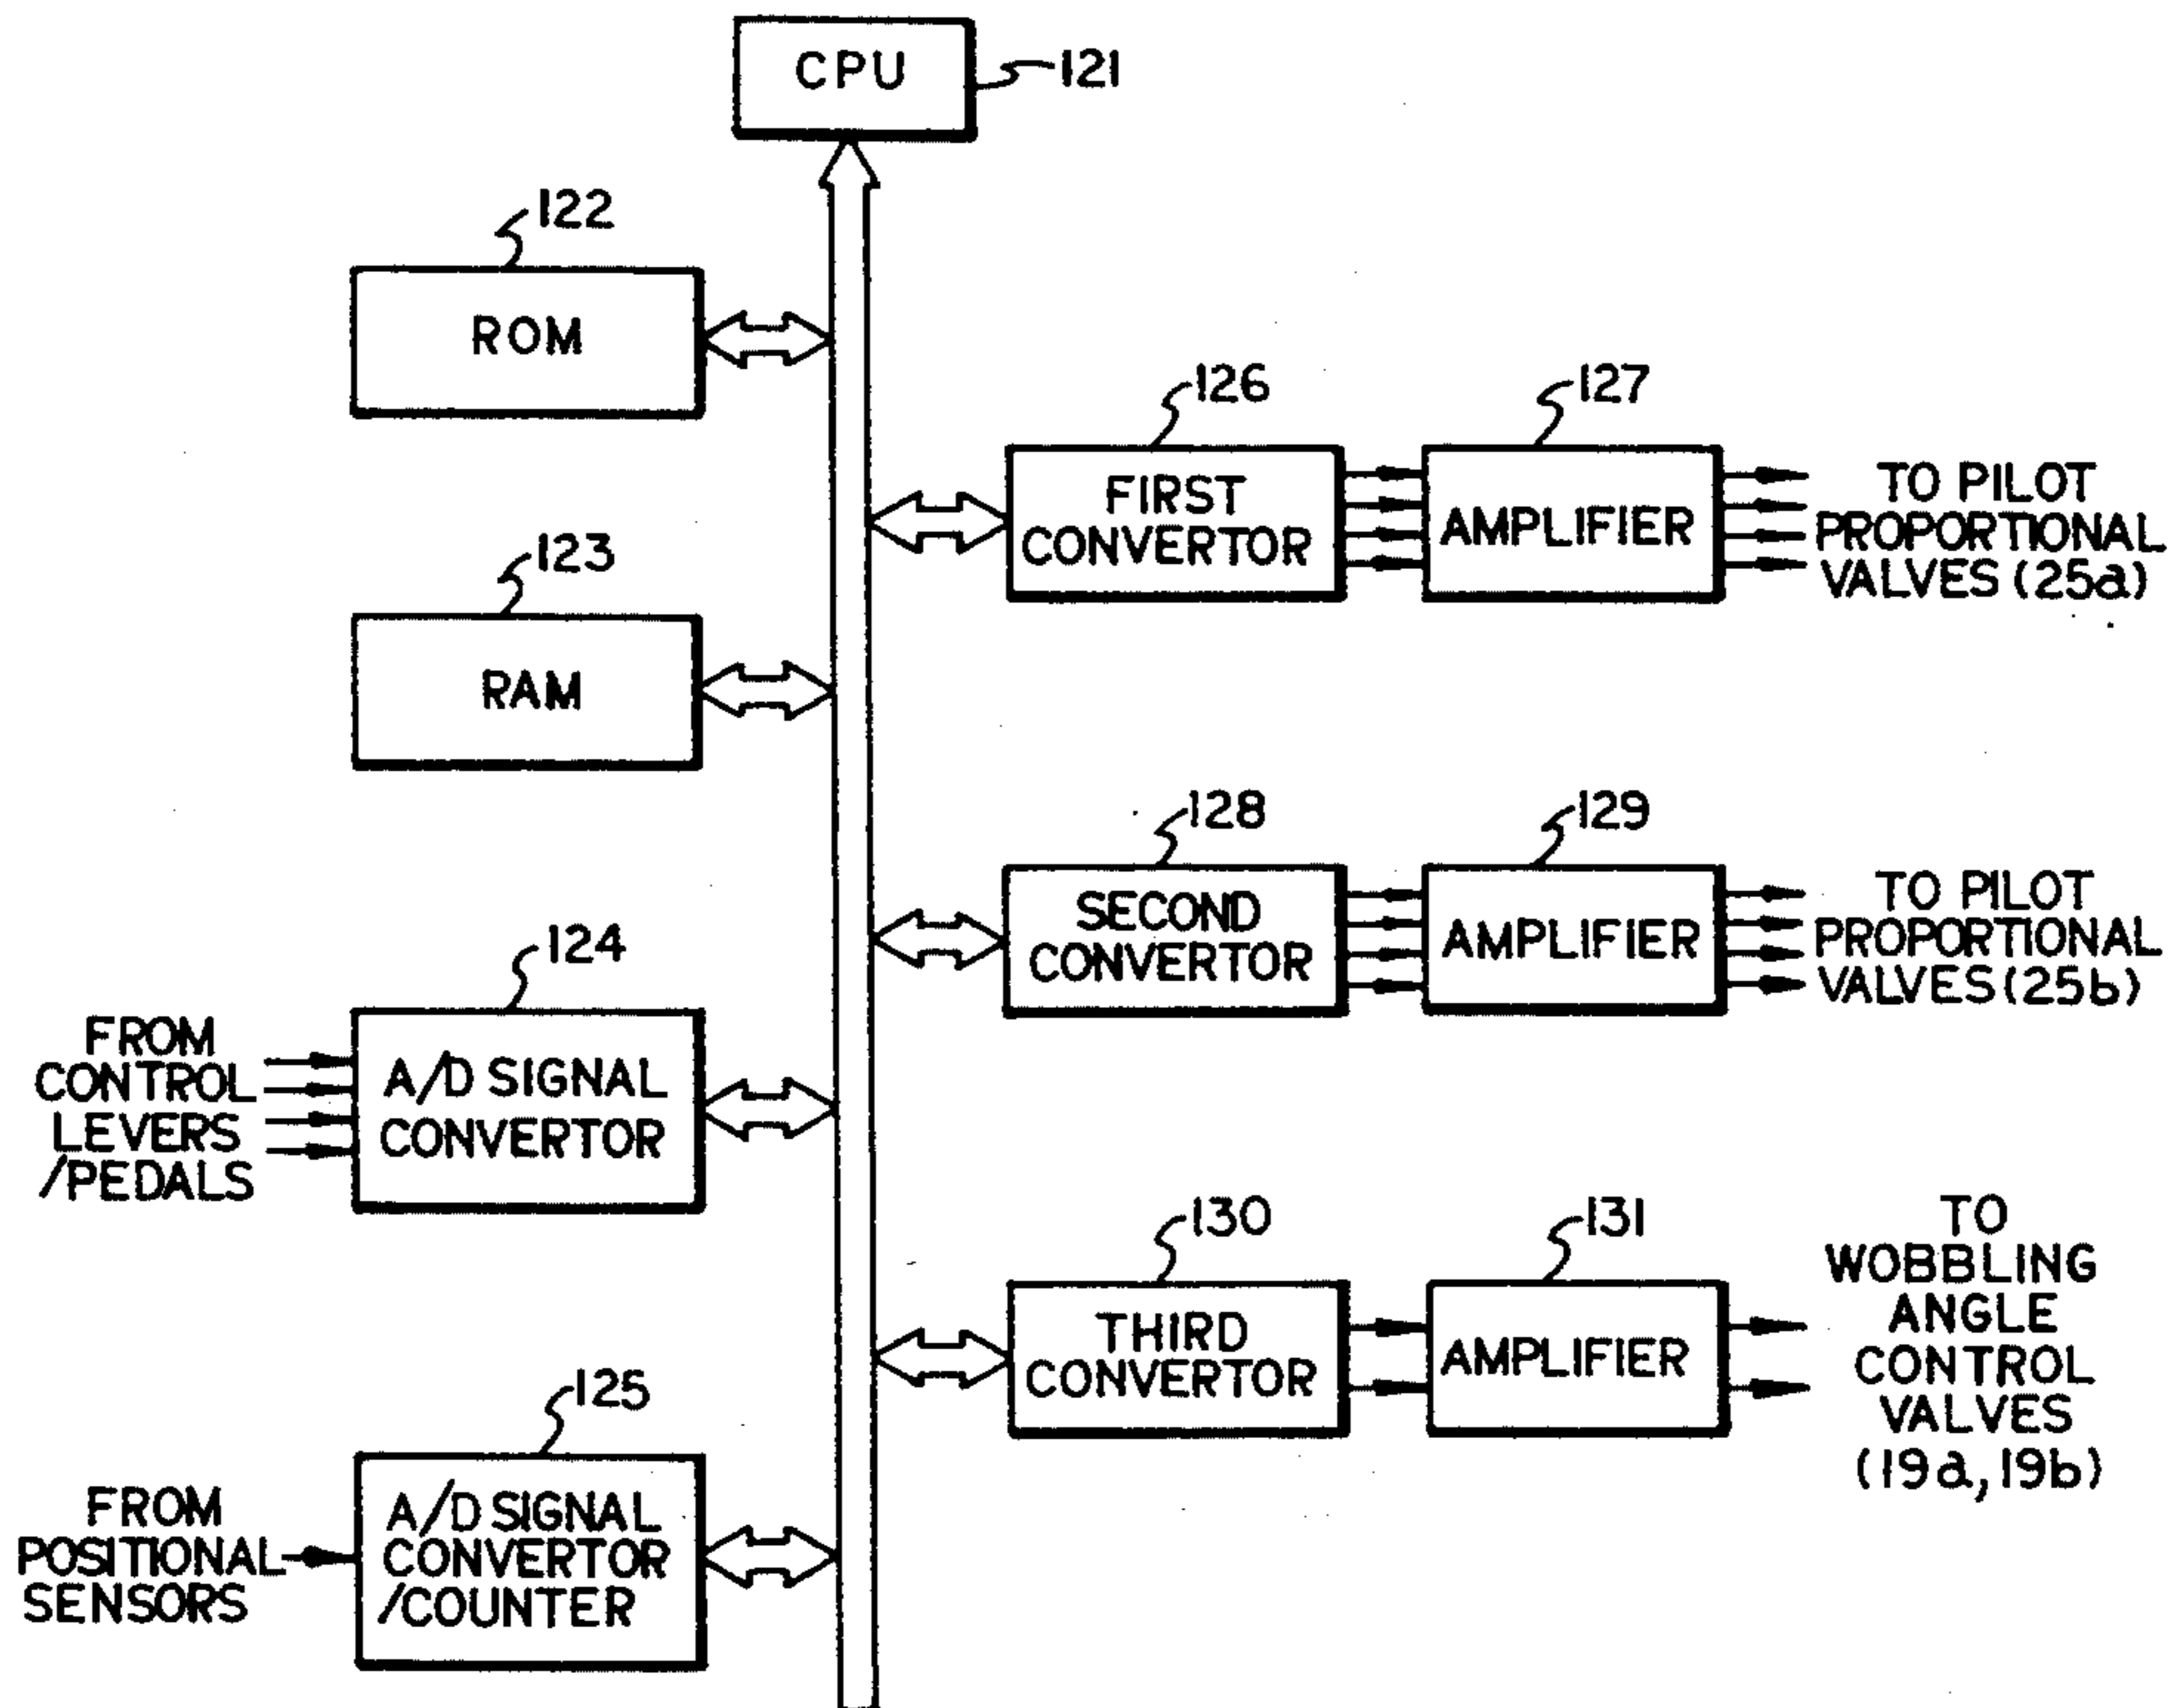 CPU
121
122
ROM
123
RAM
124
FROM
CONTROL
LEVERS
/PEDALS
A/D SIGNAL
CONVERTOR
125
FROM
POSITIONAL
SENSORS
A/D SIGNAL
CONVERTOR
/COUNTER
126
FIRST
CONVERTOR
127
AMPLIFIER
TO PILOT
PROPORTIONAL
VALVES (25a)
128
SECOND
CONVERTOR
129
AMPLIFIER
TO PILOT
PROPORTIONAL
VALVES (25b)
130
THIRD
CONVERTOR
131
AMPLIFIER
TO
WOBBLING
ANGLE
CONTROL
VALVES
(19a, 19b)